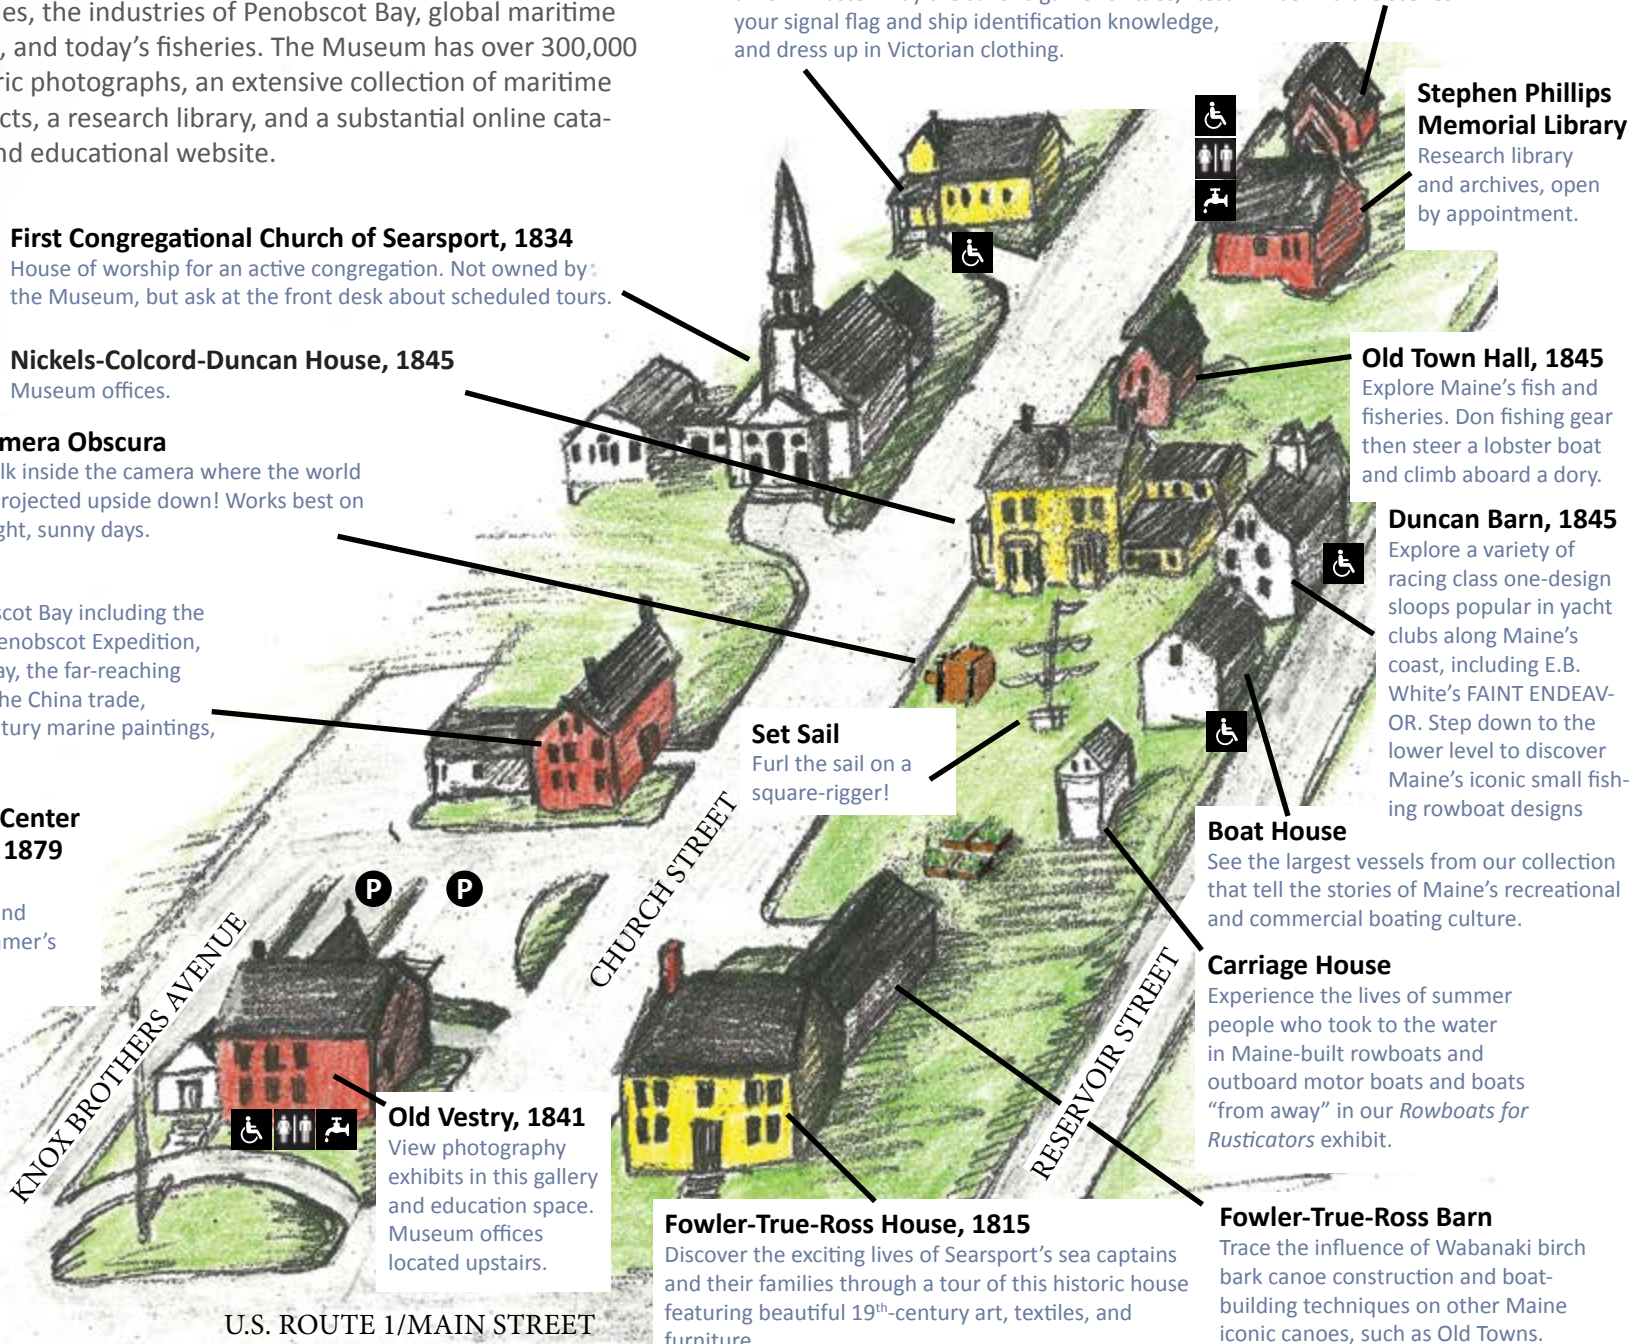 es, the industries of Penobscot Bay, global maritime
, and today's fisheries. The Museum has over 300,000
ric photographs, an extensive collection of maritime
cts, a research library, and a substantial online cata-
nd educational website.
your signal flag and ship identification knowledge,
and dress up in Victorian clothing.
Stephen Phillips
Memorial Library
Research library
and archives, open
by appointment.
First Congregational Church of Searsport, 1834
House of worship for an active congregation. Not owned by
the Museum, but ask at the front desk about scheduled tours.
Nickels-Colcord-Duncan House, 1845
Museum offices.
mera Obscura
lk inside the camera where the world
rojected upside down! Works best on
ght, sunny days.
scot Bay including the
enobscot Expedition,
ay, the far-reaching
he China trade,
tury marine paintings,
Center
1879
nd
mer's
Old Town Hall, 1845
Explore Maine's fish and
fisheries. Don fishing gear
then steer a lobster boat
and climb aboard a dory.
Duncan Barn, 1845
Explore a variety of
racing class one-design
sloops popular in yacht
clubs along Maine's
coast, including E.B.
White's FAINT ENDEAV-
OR. Step down to the
lower level to discover
Maine's iconic small fish-
ing rowboat designs
Set Sail
Furl the sail on a
square-rigger!
Boat House
See the largest vessels from our collection
that tell the stories of Maine's recreational
and commercial boating culture.
Carriage House
Experience the lives of summer
people who took to the water
in Maine-built rowboats and
outboard motor boats and boats
"from away" in our Rowboats for
Rusticators exhibit.
P
P
KNOX BROTHERS AVENUE
CHURCH STREET
RESERVOIR STREET
Old Vestry, 1841
View photography
exhibits in this gallery
and education space.
Museum offices
located upstairs.
Fowler-True-Ross House, 1815
Discover the exciting lives of Searsport's sea captains
and their families through a tour of this historic house
featuring beautiful 19th-century art, textiles, and
furniture
Fowler-True-Ross Barn
Trace the influence of Wabanaki birch
bark canoe construction and boat-
building techniques on other Maine
iconic canoes, such as Old Towns.
U.S. ROUTE 1/MAIN STREET